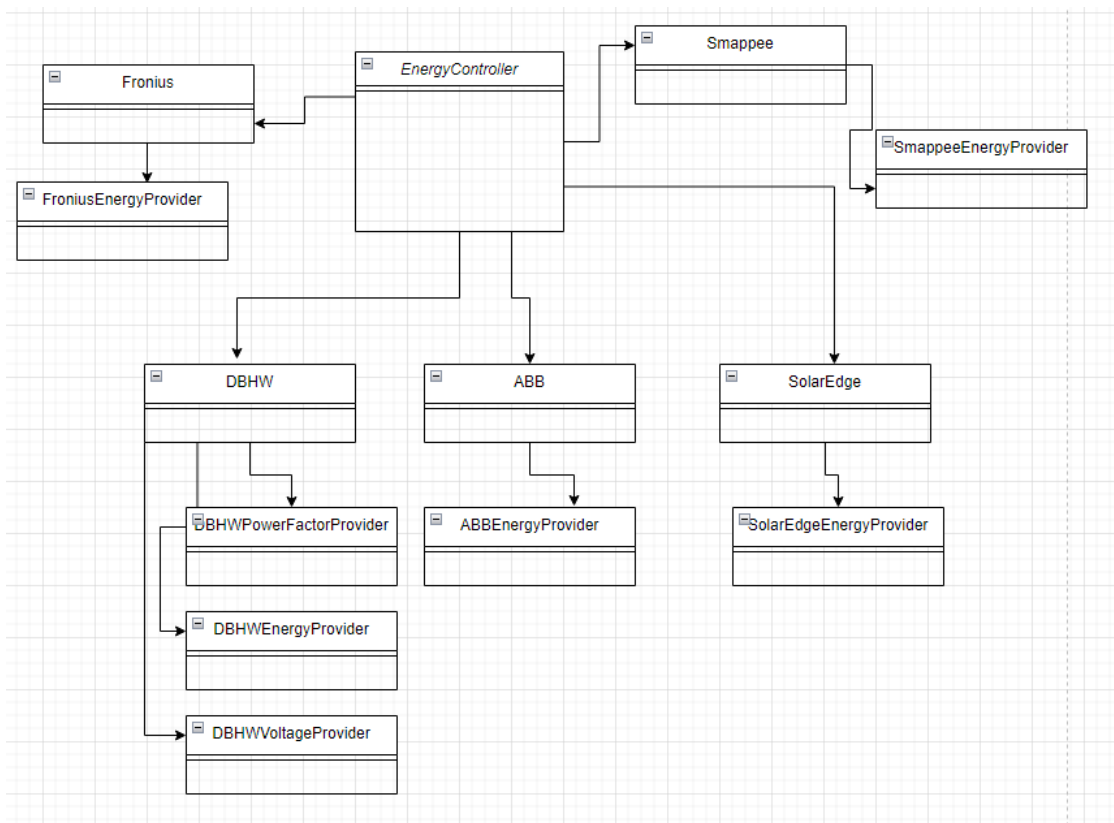 Smappee
EnergyController
Fronius
SmappeeEnergyProvider
FroniusEnergyProvider
DBHW
ABB
SolarEdge
DBHWPowerFactorProvider
ABBEnergyProvider
SolarEdgeEnergyProvider
DBHWEnergyProvider
DBHWVoltageProvider